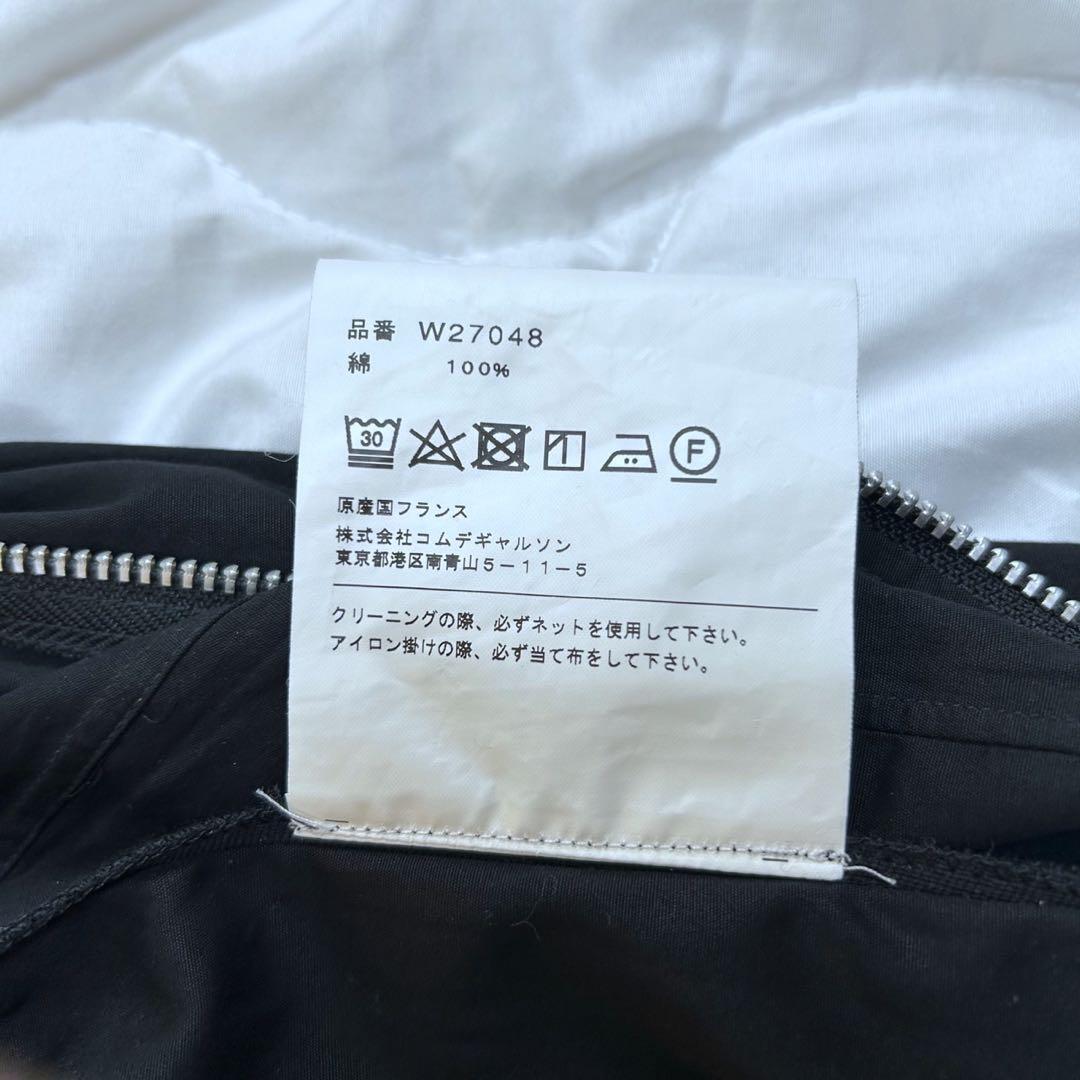 品番 W27048
綿 100%
30 F
原産国フランス
株式会社コムデギャルソン
東京都港区南青山5-11-5
クリーニングの際、必ずネットを使用して下さい。
アイロン掛けの際、必ず当て布をして下さい。